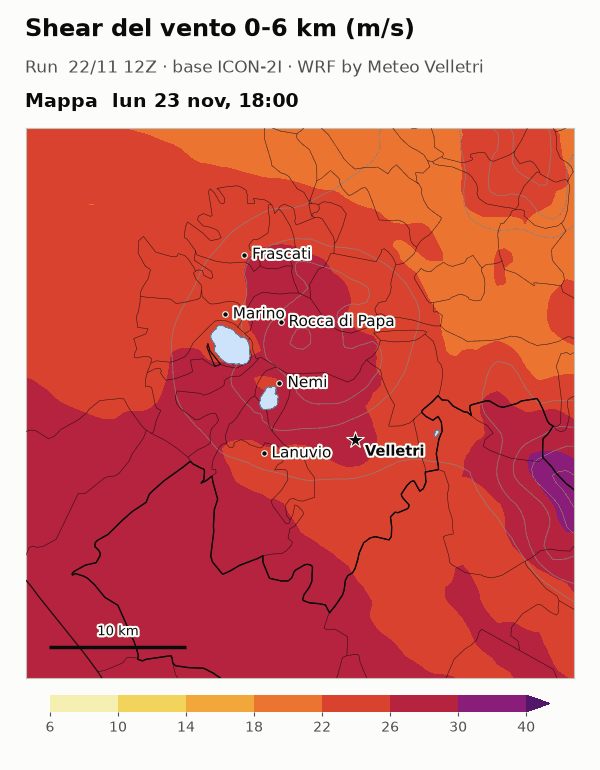 Shear del vento 0-6 km (m/s)
Run  22/11 12Z · base ICON-2I · WRF by Meteo Velletri
Mappa  lun 23 nov, 18:00
Frascati
Marino
Rocca di Papa
Nemi
Lanuvio
Velletri
10 km
6 10 14 18 22 26 30 40